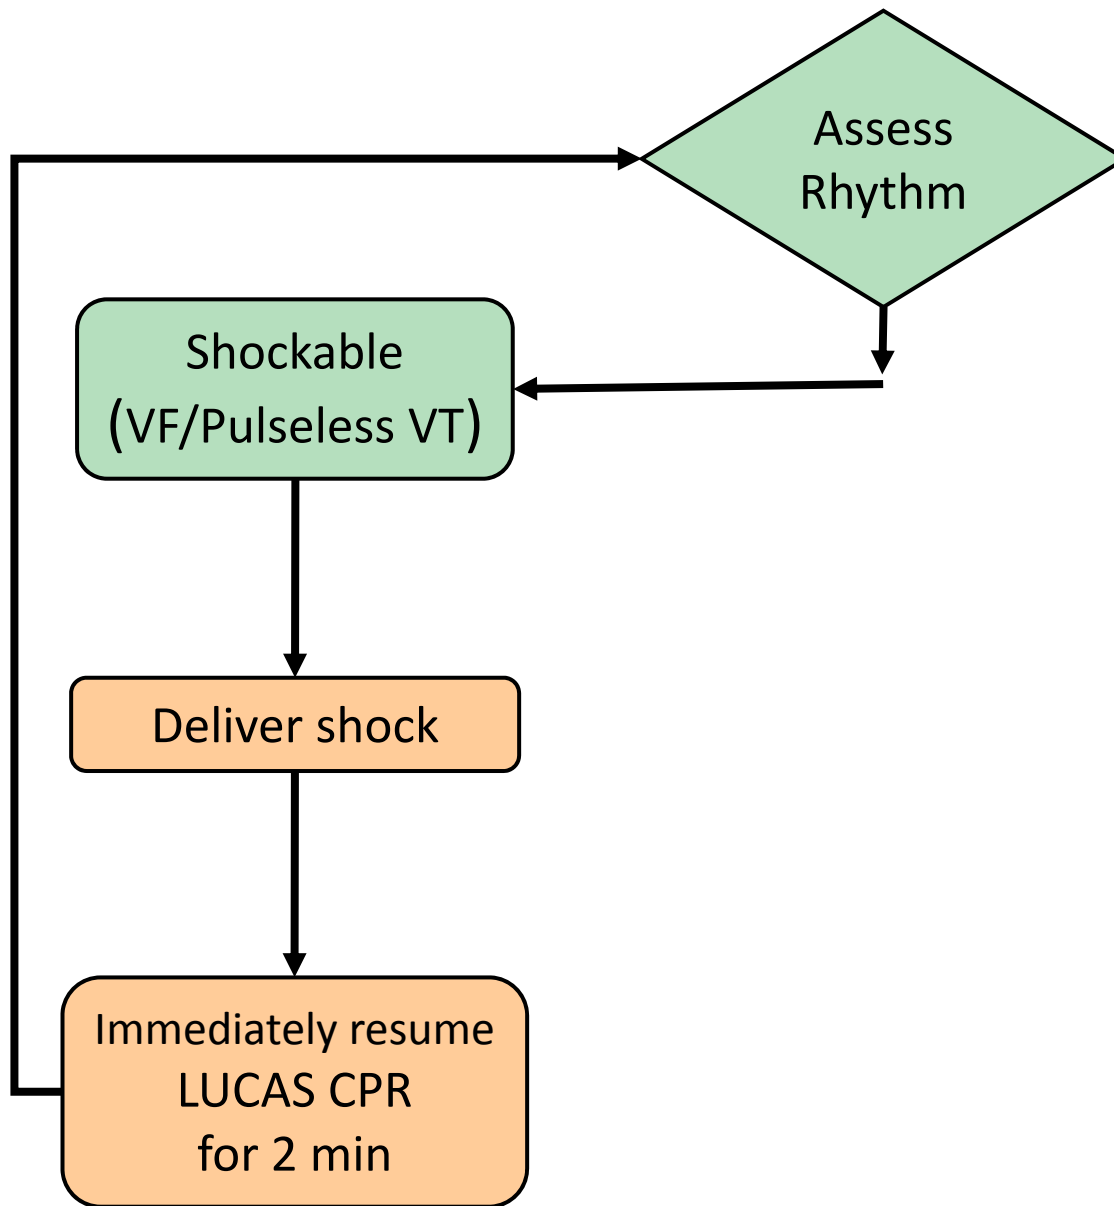 Assess
Rhythm
Shockable
(VF/Pulseless VT)
Deliver shock
Immediately resume
LUCAS CPR
for 2 min